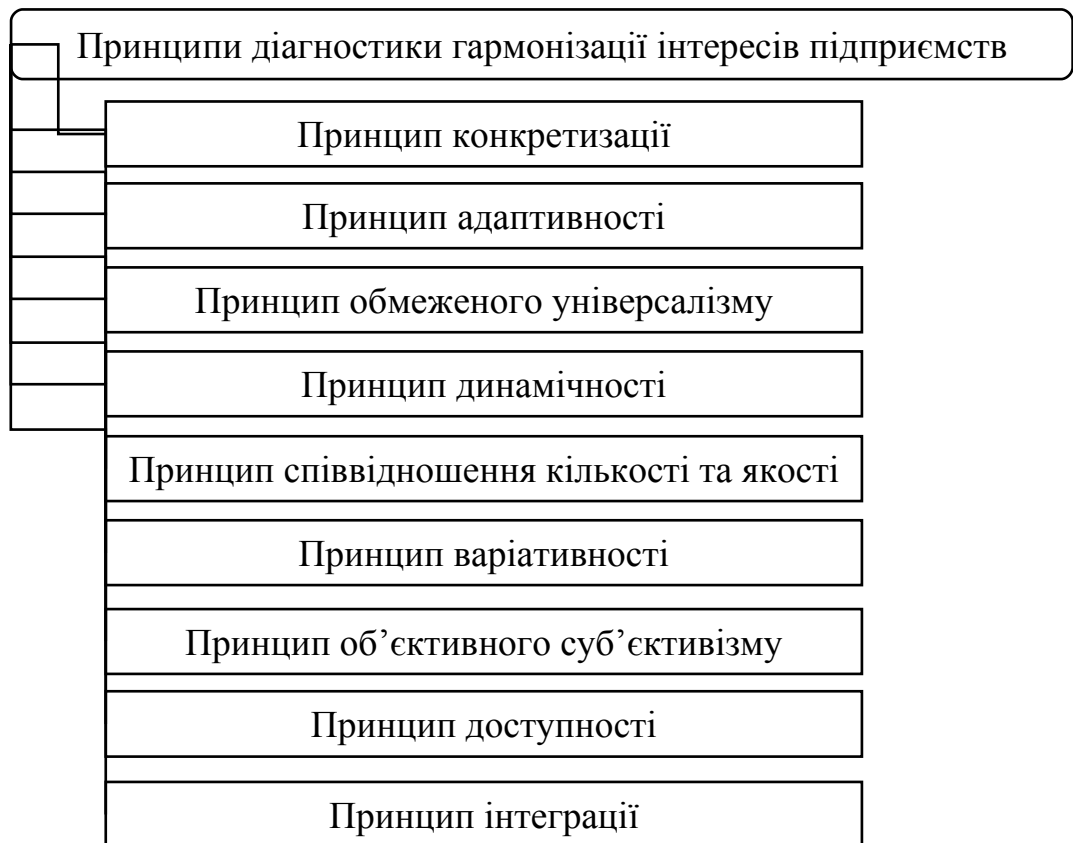 Принципи діагностики гармонізації інтересів підприємств
Принцип конкретизації
Принцип адаптивності
Принцип обмеженого універсалізму
Принцип динамічності
Принцип співвідношення кількості та якості
Принцип варіативності
Принцип об’єктивного суб’єктивізму
Принцип доступності
Принцип інтеграції